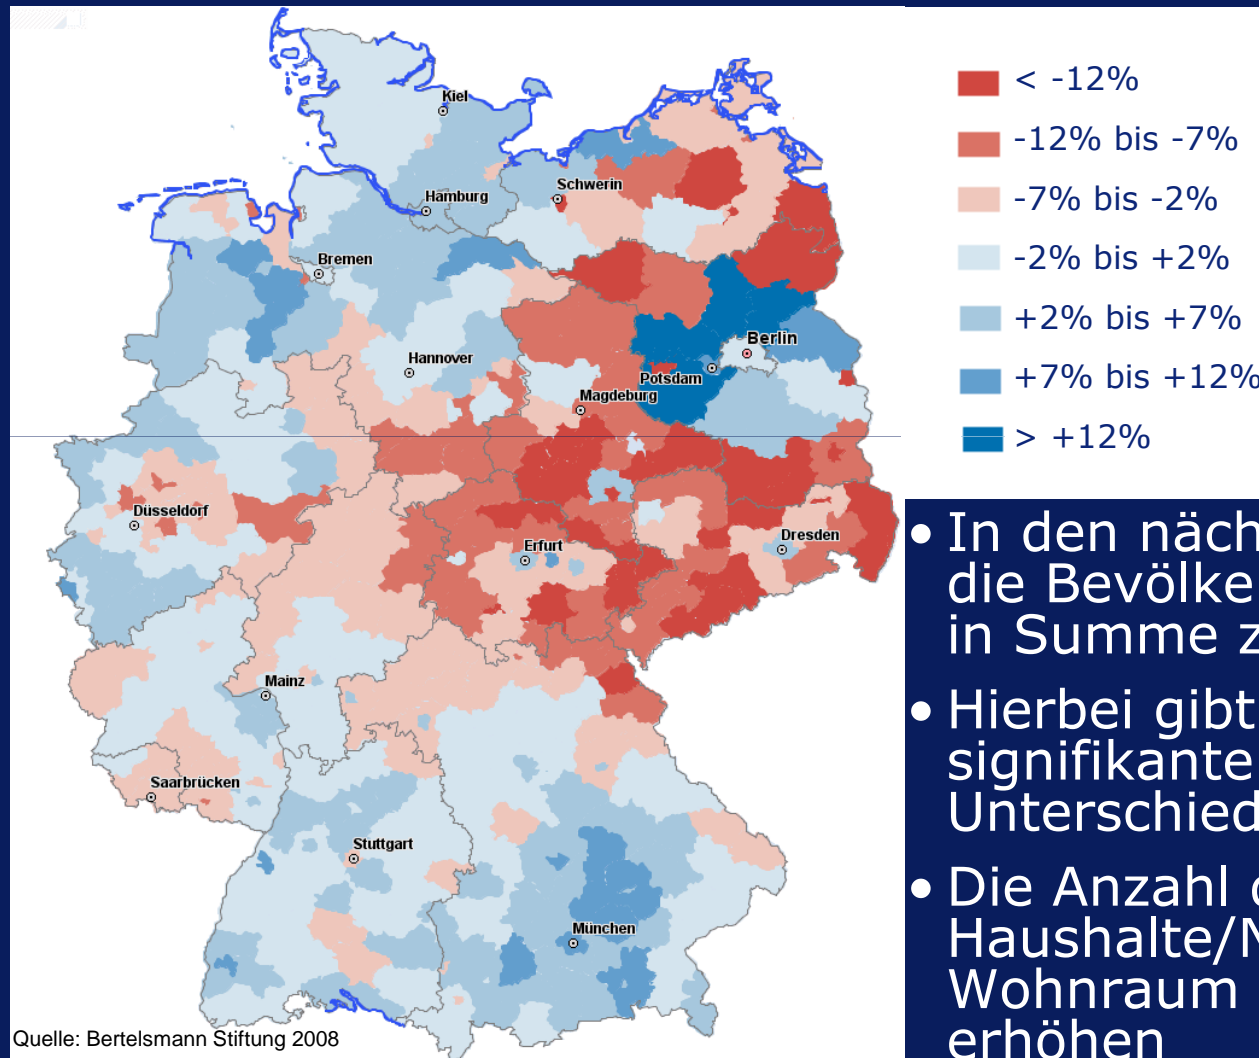 Kiel
Hamburg
Schwerin
Bremen
Berlin
Hannover
Potsdam
Magdeburg
Düsseldorf
Dresden
Erfurt
Mainz
Saarbrücken
Stuttgart
München
Quelle: Bertelsmann Stiftung 2008
< -12%
-12% bis -7%
-7% bis -2%
-2% bis +2%
+2% bis +7%
+7% bis +12%
> +12%
• In den näch
die Bevölke
in Summe z
• Hierbei gibt
signifikante
Unterschied
• Die Anzahl d
Haushalte/N
Wohnraum
erhöhen